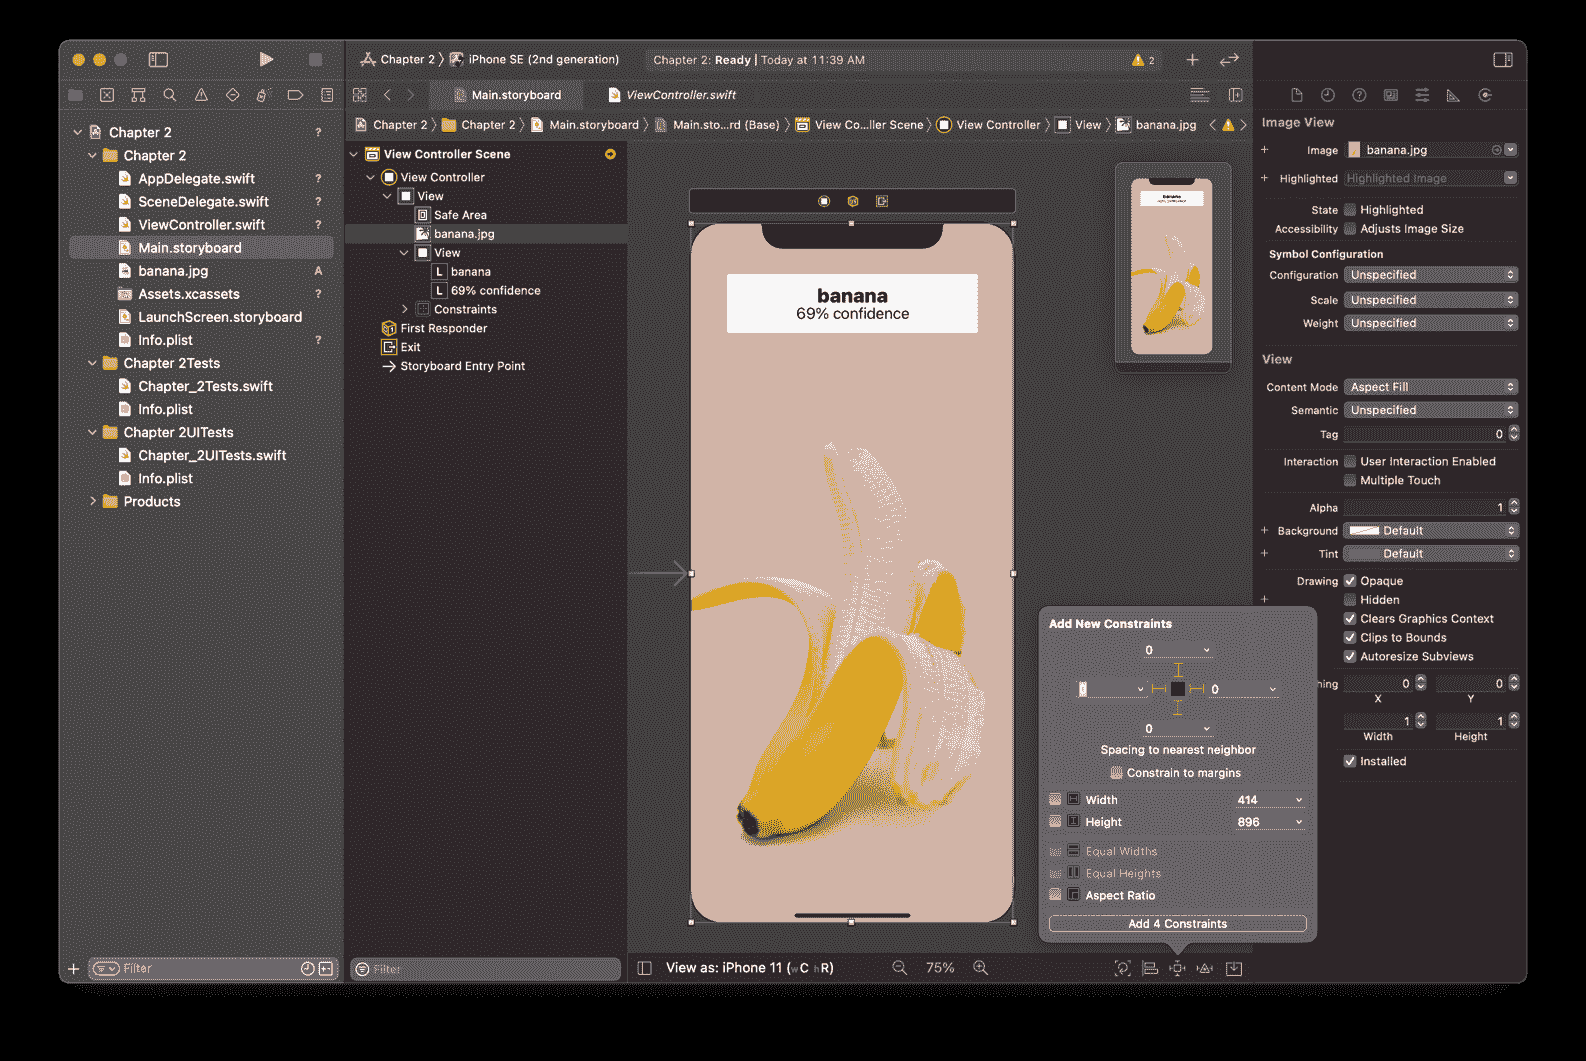 Chapter 2 iPhone SE (2nd generation)
Chapter 2: Ready | Today at 11:39 AM
2
Main.storyboard
ViewController.swift
Chapter 2 Chapter 2 Main.storyboard Main.sto...rd (Base) View Co...ller Scene View Controller View banana.jpg
Chapter 2 ?
Chapter 2
AppDelegate.swift ?
SceneDelegate.swift ?
ViewController.swift ?
Main.storyboard
banana.jpg A
Assets.xcassets ?
LaunchScreen.storyboard
Info.plist ?
Chapter 2Tests
Chapter_2Tests.swift
Info.plist
Chapter 2UITests
Chapter_2UITests.swift
Info.plist
Products
Filter
View Controller Scene
View Controller
View
Safe Area
banana.jpg
View
L banana
L 69% confidence
Constraints
First Responder
Exit
Storyboard Entry Point
Filter
banana
69% confidence
banana
69% confidence
View as: iPhone 11 (wC hR)
75%
Add New Constraints
0
0
0
Spacing to nearest neighbor
Constrain to margins
Width 414
Height 896
Equal Widths
Equal Heights
Aspect Ratio
Add 4 Constraints
Image View
Image banana.jpg
Highlighted Highlighted Image
State Highlighted
Accessibility Adjusts Image Size
Symbol Configuration
Configuration Unspecified
Scale Unspecified
Weight Unspecified
View
Content Mode Aspect Fill
Semantic Unspecified
Tag 0
Interaction User Interaction Enabled
Multiple Touch
Alpha 1
Background Default
Tint Default
Drawing Opaque
Hidden
Clears Graphics Context
Clips to Bounds
Autoresize Subviews
hing 0 0
X Y
1 1
Width Height
Installed